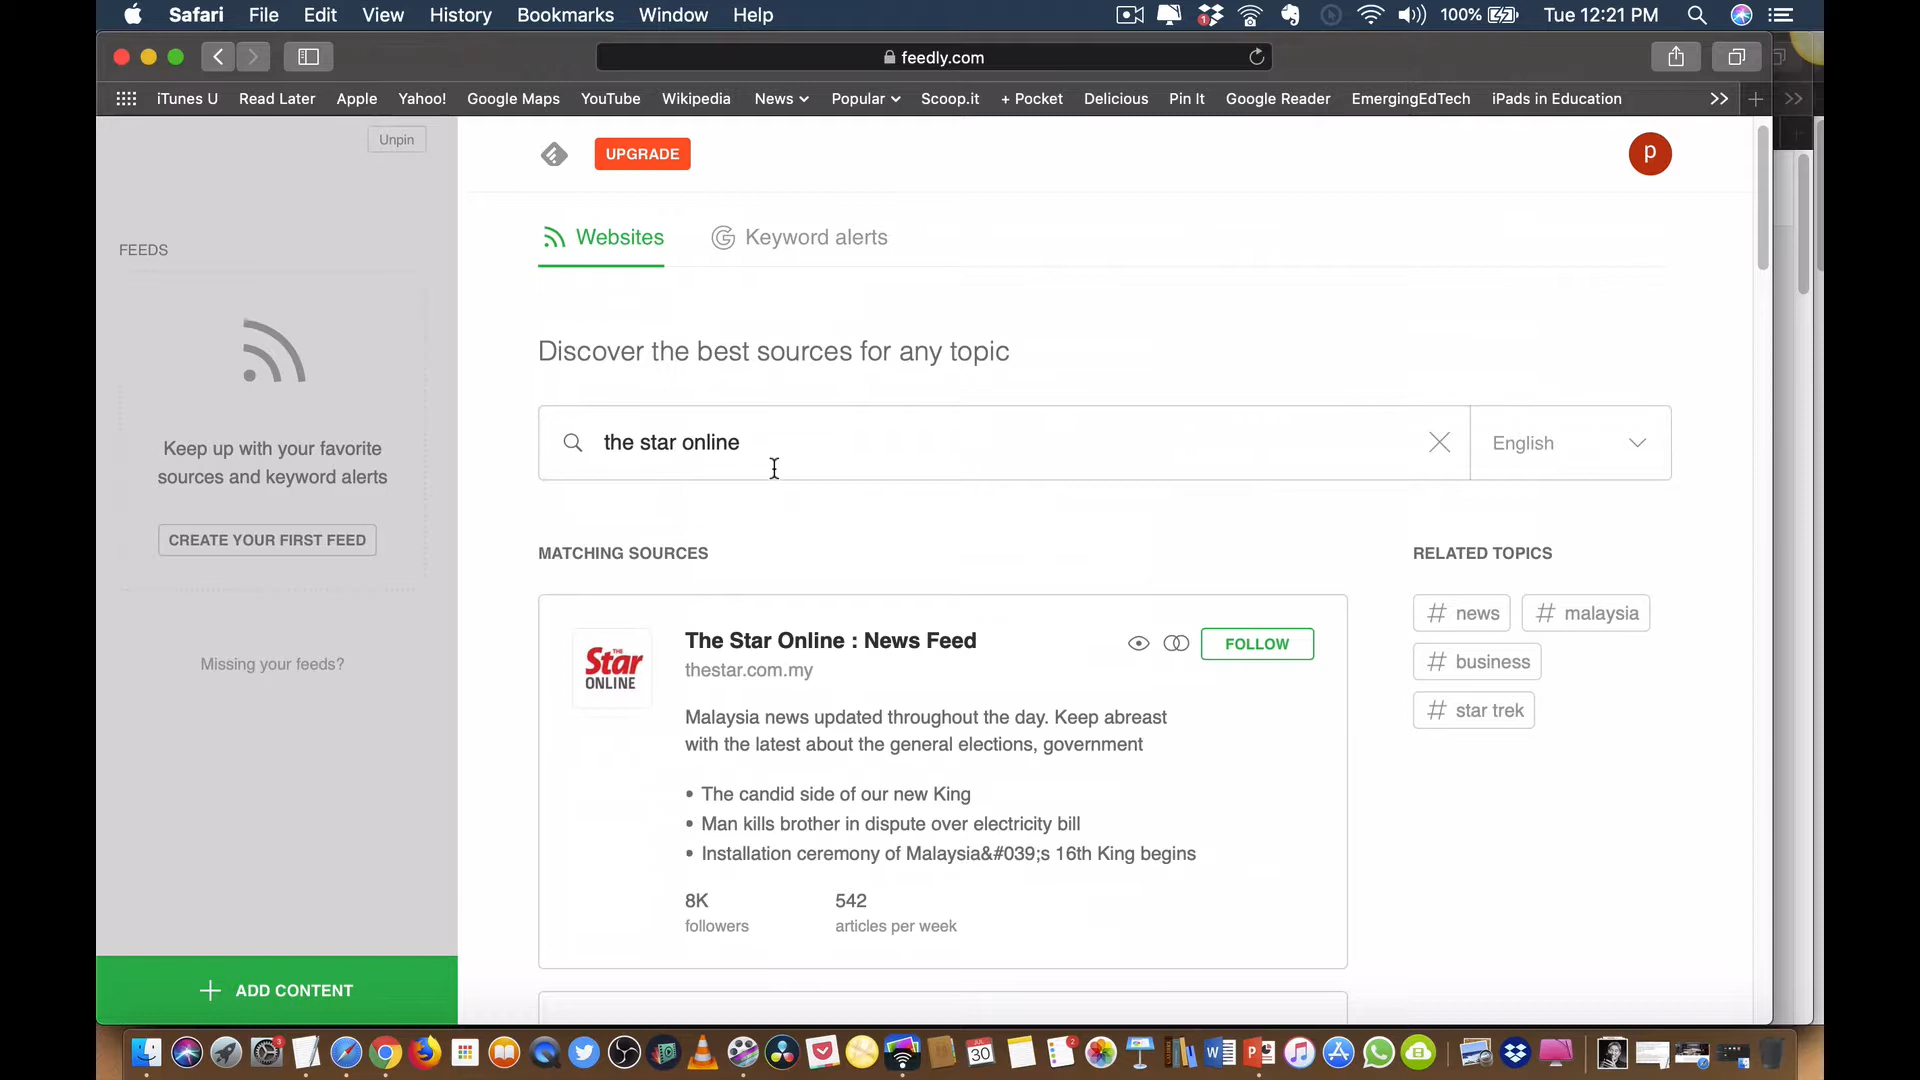 Safari File Edit View History Bookmarks Window Help 1 100% Tue 12:21 PM
feedly.com
iTunes U Read Later Apple Yahoo! Google Maps YouTube Wikipedia News Popular Scoop.it + Pocket Delicious Pin It Google Reader EmergingEdTech iPads in Education
Unpin
UPGRADE
p
Websites Keyword alerts
FEEDS
Discover the best sources for any topic
the star online
English
Keep up with your favorite
sources and keyword alerts
CREATE YOUR FIRST FEED
Missing your feeds?
MATCHING SOURCES
RELATED TOPICS
The Star Online : News Feed
FOLLOW
thestar.com.my
THE
Star
ONLINE
Malaysia news updated throughout the day. Keep abreast
with the latest about the general elections, government
• The candid side of our new King
• Man kills brother in dispute over electricity bill
• Installation ceremony of Malaysia&#039;s 16th King begins
8K 542
followers articles per week
# news # malaysia
# business
# star trek
+ ADD CONTENT
3
JUL
30
2